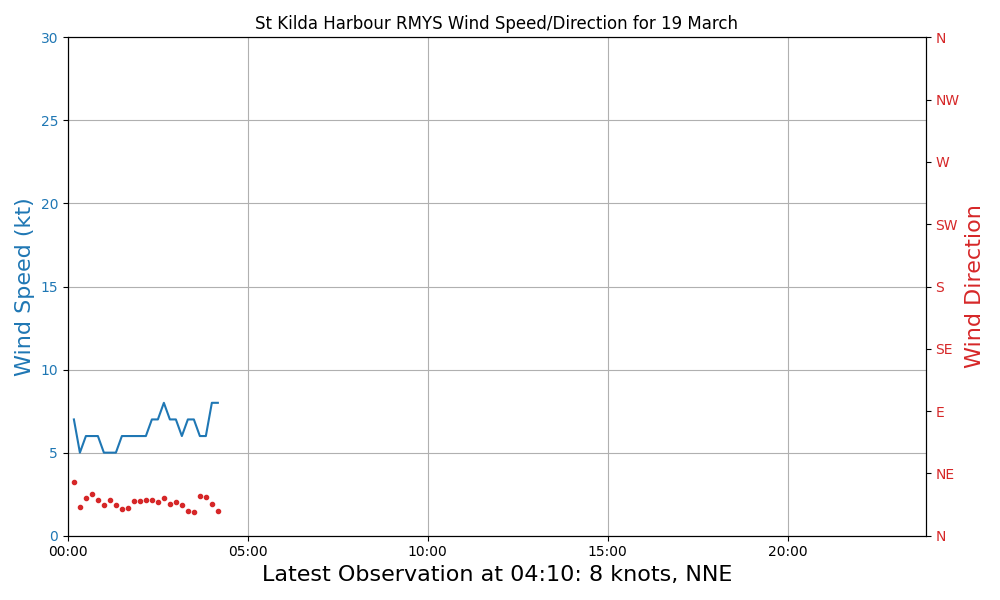 St Kilda Harbour RMYS Wind Speed/Direction for 19 March
30
25
20
15
10
5
0
Wind Speed (kt)
N
NW
W
SW
S
SE
E
NE
N
Wind Direction
00:00 05:00 10:00 15:00 20:00
Latest Observation at 04:10: 8 knots, NNE